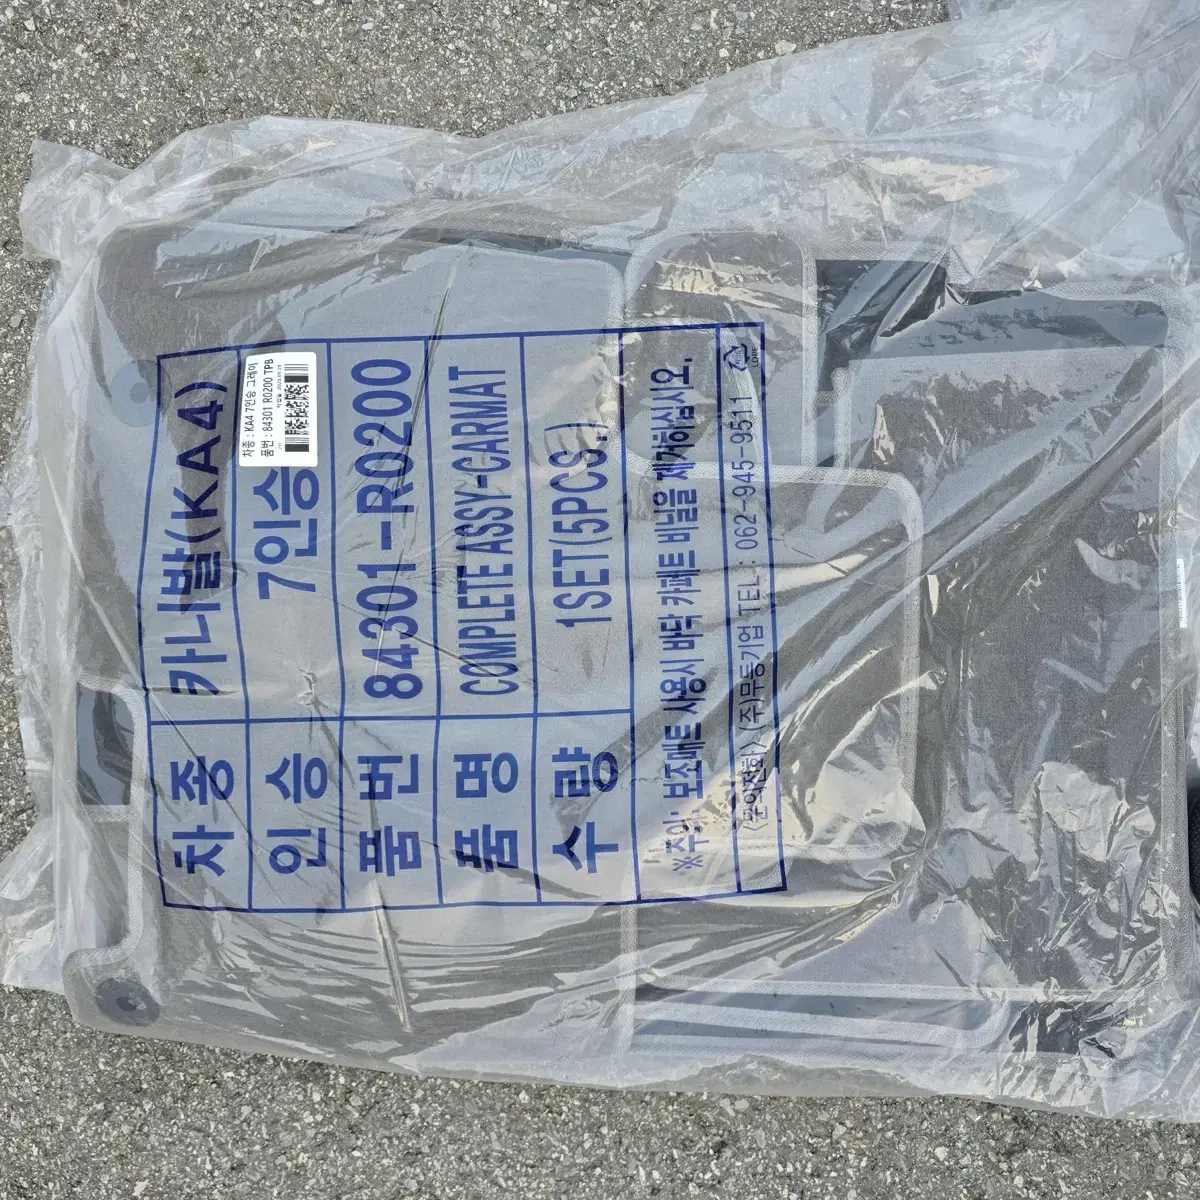 차종 카니발(KA4)
인승 7인승
품번 84301-R0200
품명 COMPLETE ASSY-CARMAT
수량 1SET(5PCS.)
※주의: 보조매트 사용시 바닥 카페트 비닐을 제거하십시오.
<문의전화> (주)무등기업 TEL: 062-945-9511
LDPE
차종 : KA4 7인승 그레이
품번 : 84301 R0200 TPB